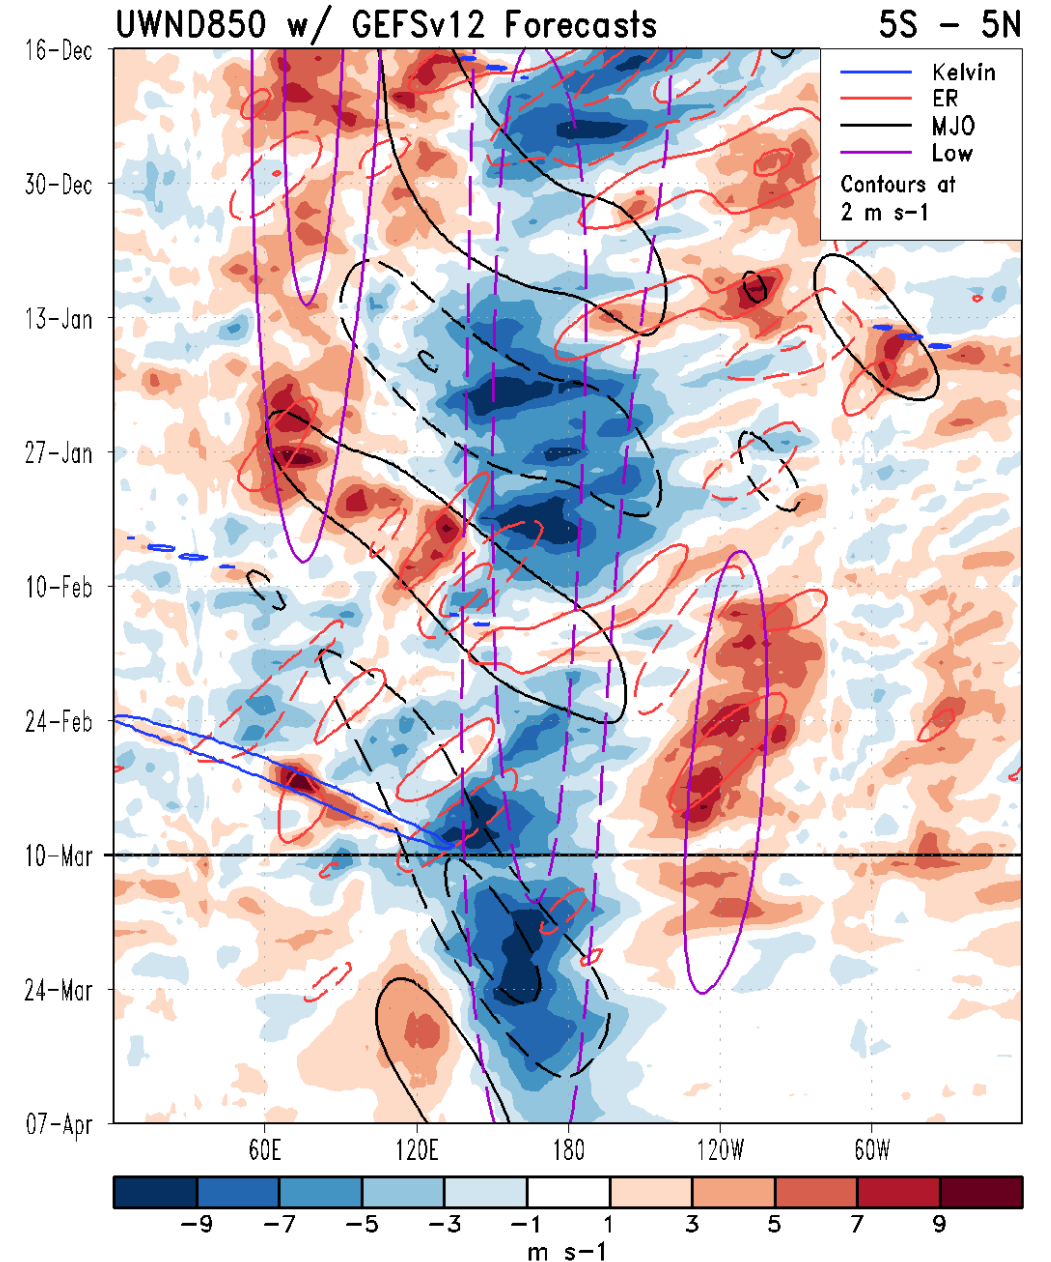 UWND850 w/ GEFSv12 Forecasts 5S - 5N
16-Dec
30-Dec
13-Jan
27-Jan
10-Feb
24-Feb
10-Mar
24-Mar
07-Apr
Kelvin
ER
MJO
Low
Contours at
2 m s-1
60E 120E 180 120W 60W
-9 -7 -5 -3 -1 1 3 5 7 9
m s-1